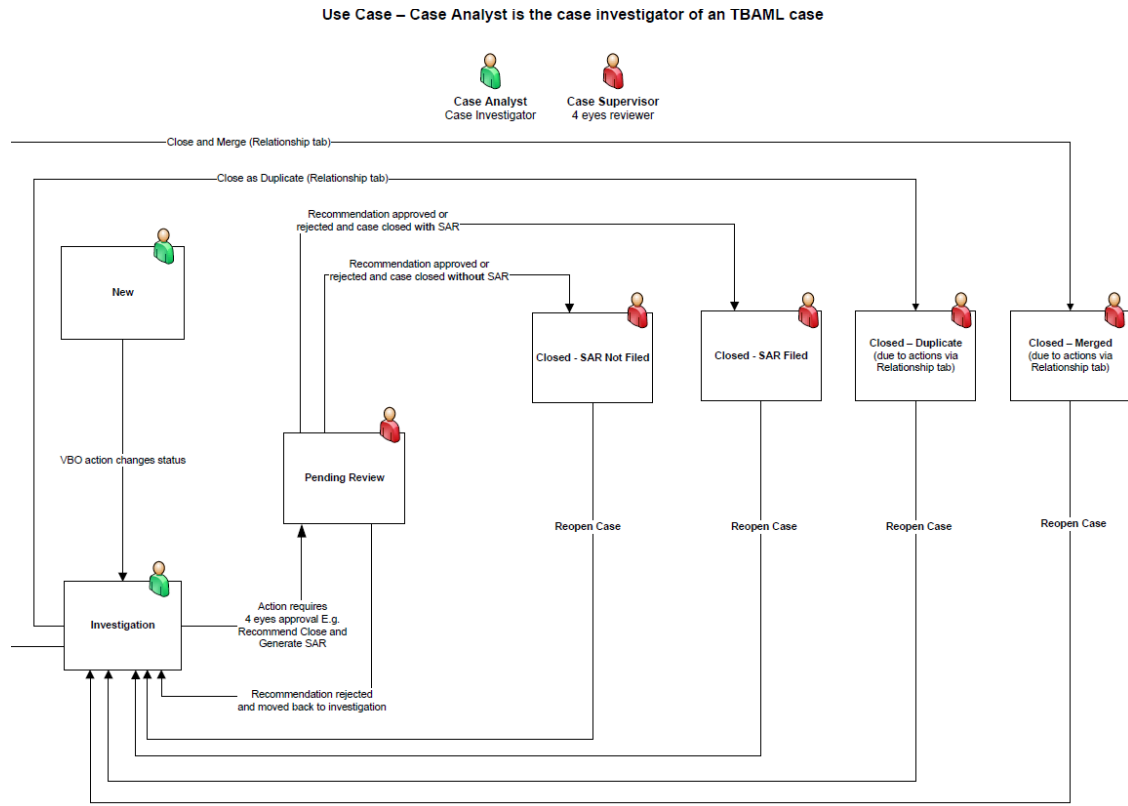 Use Case – Case Analyst is the case investigator of an TBAML case
Case Analyst
Case Investigator
Case Supervisor
4 eyes reviewer
Close and Merge (Relationship tab)
Close as Duplicate (Relationship tab)
Recommendation approved or
rejected and case closed with SAR
Recommendation approved or
rejected and case closed without SAR
New
Closed - SAR Not Filed
Closed - SAR Filed
Closed – Duplicate
(due to actions via
Relationship tab)
Closed – Merged
(due to actions via
Relationship tab)
VBO action changes status
Pending Review
Reopen Case
Reopen Case
Reopen Case
Reopen Case
Investigation
Action requires
4 eyes approval E.g.
Recommend Close and
Generate SAR
Recommendation rejected
and moved back to investigation